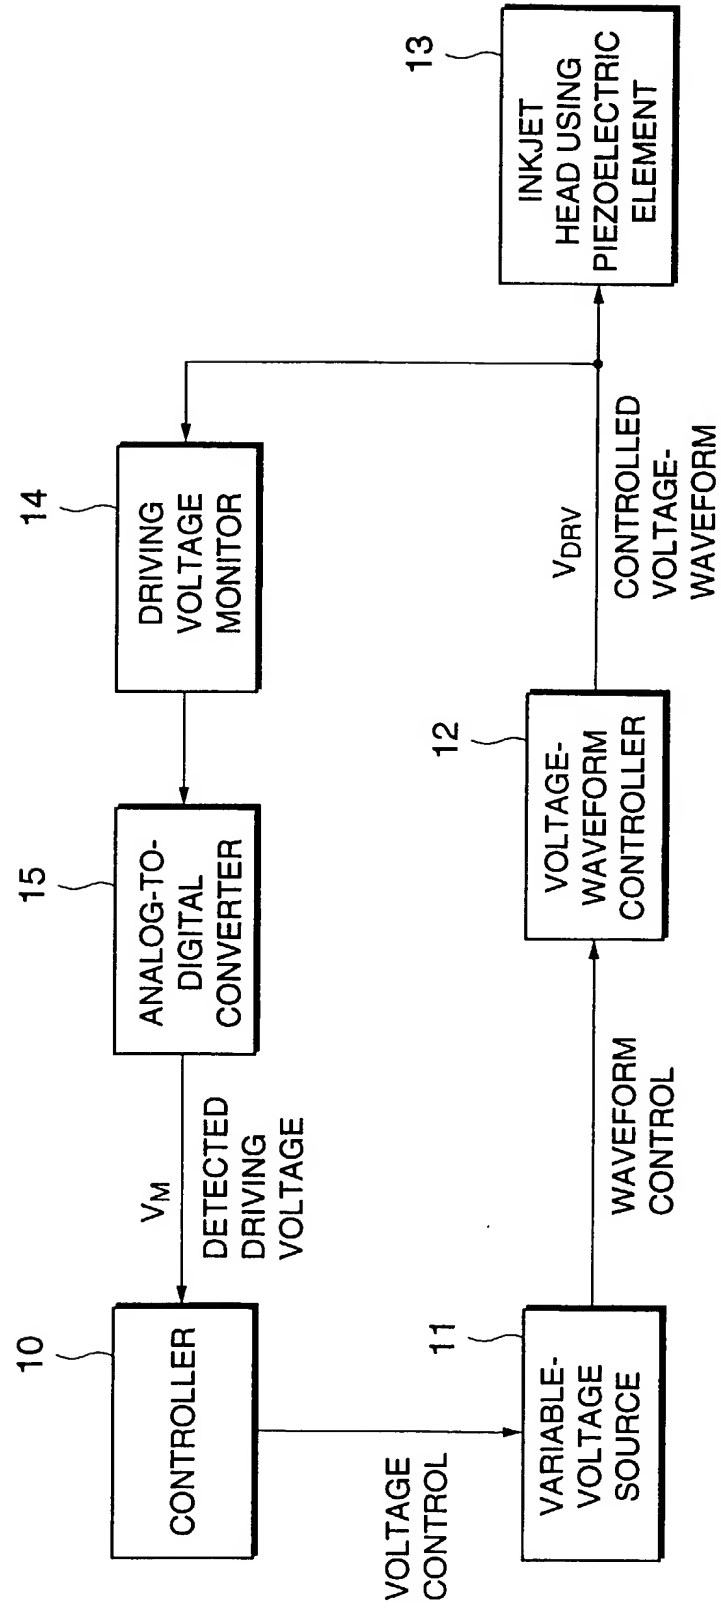 10
CONTROLLER
V_M
DETECTED
DRIVING
VOLTAGE
15
ANALOG-TO-
DIGITAL
CONVERTER
14
DRIVING
VOLTAGE
MONITOR
13
INKJET
HEAD USING
PIEZOELECTRIC
ELEMENT
VOLTAGE
CONTROL
11
VARIABLE-
VOLTAGE
SOURCE
WAVEFORM
CONTROL
12
VOLTAGE-
WAVEFORM
CONTROLLER
V_DRV
CONTROLLED
VOLTAGE-
WAVEFORM